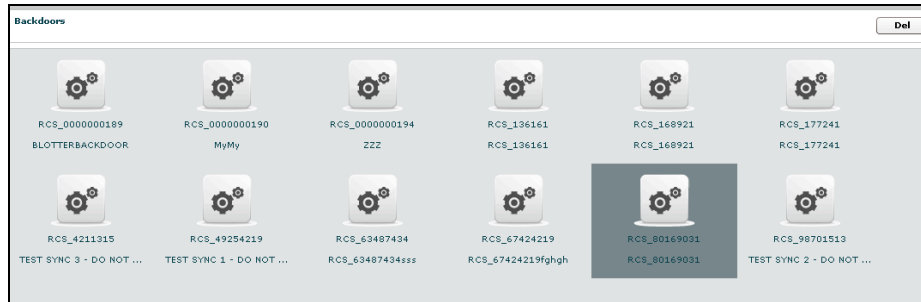 Backdoors
Del
RCS_0000000189 RCS_0000000190 RCS_0000000194 RCS_136161 RCS_168921 RCS_177241
BLOTTERBACKDOOR MyMy ZZZ RCS_136161 RCS_168921 RCS_177241
RCS_4211315 RCS_49254219 RCS_63487434 RCS_67424219 RCS_80169031 RCS_98701513
TEST SYNC 3 - DO NOT ... TEST SYNC 1 - DO NOT ... RCS_63487434sss RCS_67424219fghgh RCS_80169031 TEST SYNC 2 - DO NOT ...